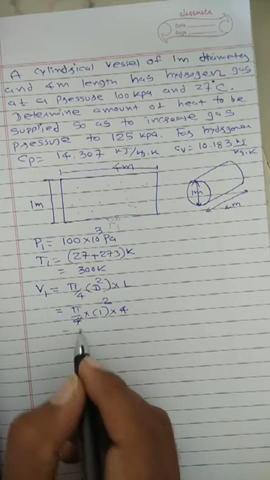 A cylindrical vessel of 1m diameter
and 4m length has hydrogen gas
at a pressure 100 kpa and 27°C.
Determine amount of heat to be
supplied so as to increase gas
pressure to 125 kpa. For hydrogen
Cp = 14.307 kJ/kg.K Cv = 10.183 kJ/kg.K
4m
1m
1m
4m
P₁ = 100×10³ Pa
T₁ = (27+273)K
= 300K
V₁ = π/4 (D²) × L
= π/4 × (1)² × 4
=